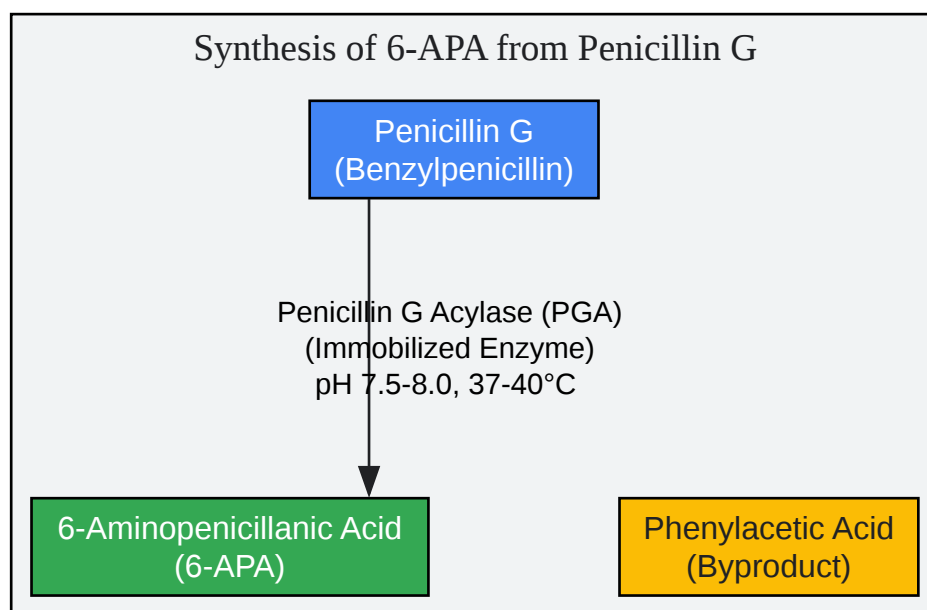 Synthesis of 6-APA from Penicillin G
Penicillin G
(Benzylpenicillin)
Penicillin G Acylase (PGA)
(Immobilized Enzyme)
pH 7.5-8.0, 37-40°C
6-Aminopenicillanic Acid
(6-APA)
Phenylacetic Acid
(Byproduct)